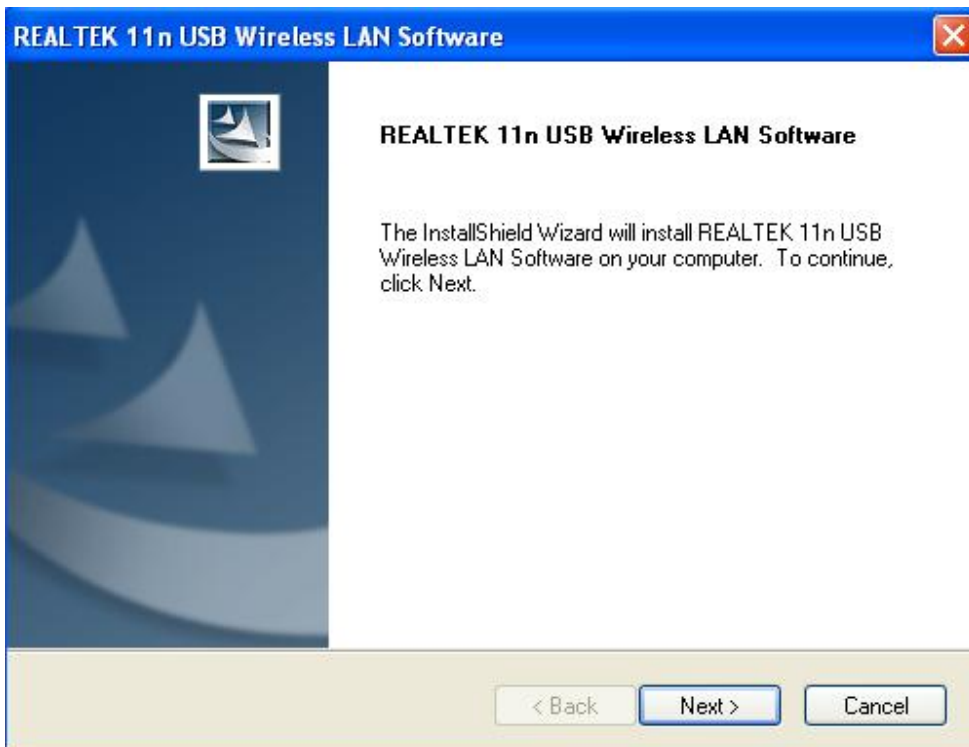 REALTEK 11n USB Wireless LAN Software
REALTEK 11n USB Wireless LAN Software
The InstallShield Wizard will install REALTEK 11n USB
Wireless LAN Software on your computer.  To continue,
click Next.
< Back
Next >
Cancel